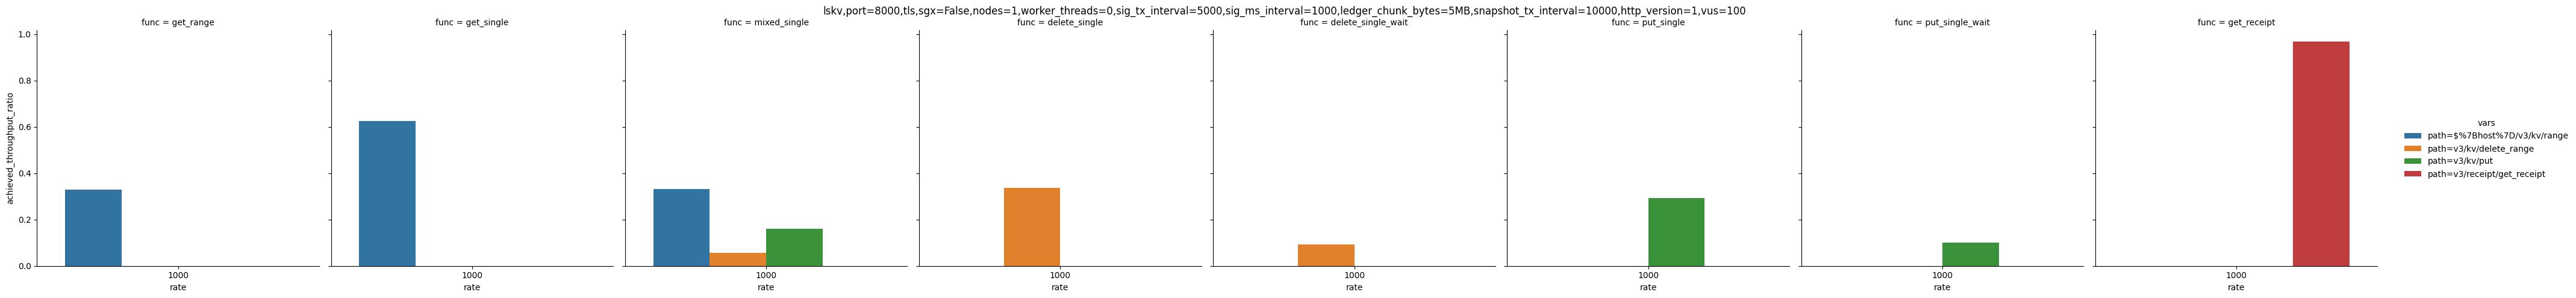 lskv,port=8000,tls,sgx=False,nodes=1,worker_threads=0,sig_tx_interval=5000,sig_ms_interval=1000,ledger_chunk_bytes=5MB,snapshot_tx_interval=10000,http_version=1,vus=100
func = get_range
func = get_single
func = mixed_single
func = delete_single
func = delete_single_wait
func = put_single
func = put_single_wait
func = get_receipt
achieved_throughput_ratio
1.0
0.8
0.6
0.4
0.2
0.0
1000
1000
1000
1000
1000
1000
1000
1000
rate
rate
rate
rate
rate
rate
rate
rate
vars
path=$%7Bhost%7D/v3/kv/range
path=v3/kv/delete_range
path=v3/kv/put
path=v3/receipt/get_receipt